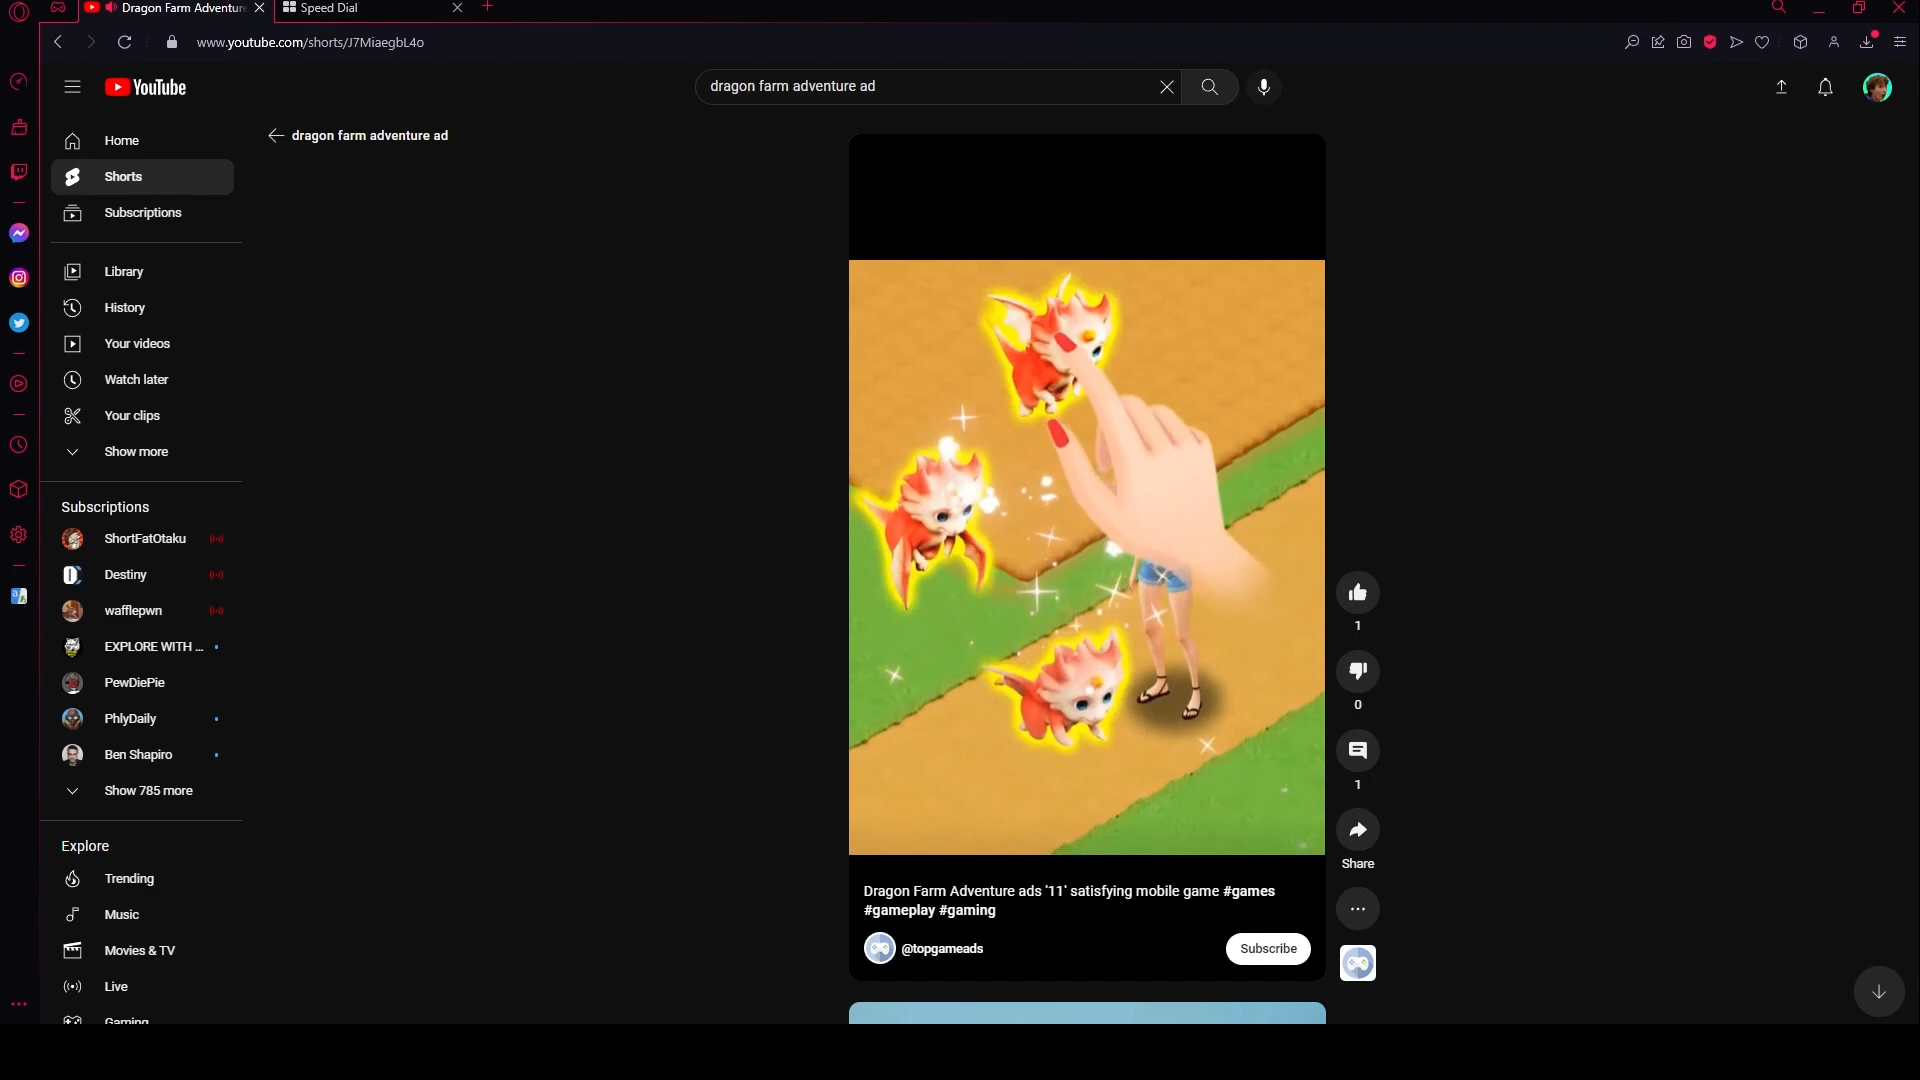 Dragon Farm Adventure
Speed Dial
www.youtube.com/shorts/J7MiaegbL4o
YouTube
dragon farm adventure ad
Home
Shorts
Subscriptions
Library
History
Your videos
Watch later
Your clips
Show more
Subscriptions
ShortFatOtaku
Destiny
wafflepwn
EXPLORE WITH ...
PewDiePie
PhlyDaily
Ben Shapiro
Show 785 more
Explore
Trending
Music
Movies & TV
Live
Gaming
dragon farm adventure ad
1
0
1
Share
Dragon Farm Adventure ads '11' satisfying mobile game #games
#gameplay #gaming
@topgameads
Subscribe